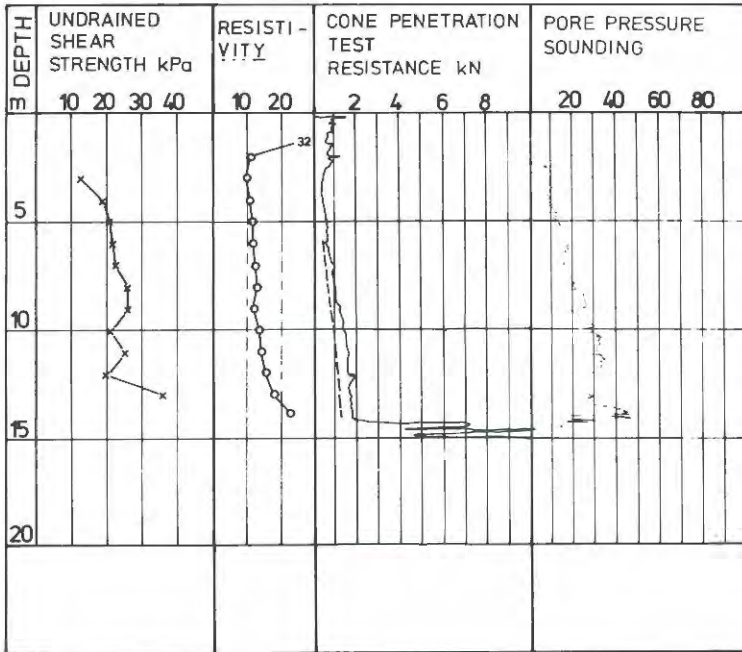 m DEPTH
UNDRAINED
SHEAR
STRENGTH kPa
10 20 30 40
RESISTI-
VITY
10 20
CONE PENETRATION
TEST
RESISTANCE kN
2 4 6 8
PORE PRESSURE
SOUNDING
20 40 60 80
32
5
10
15
20